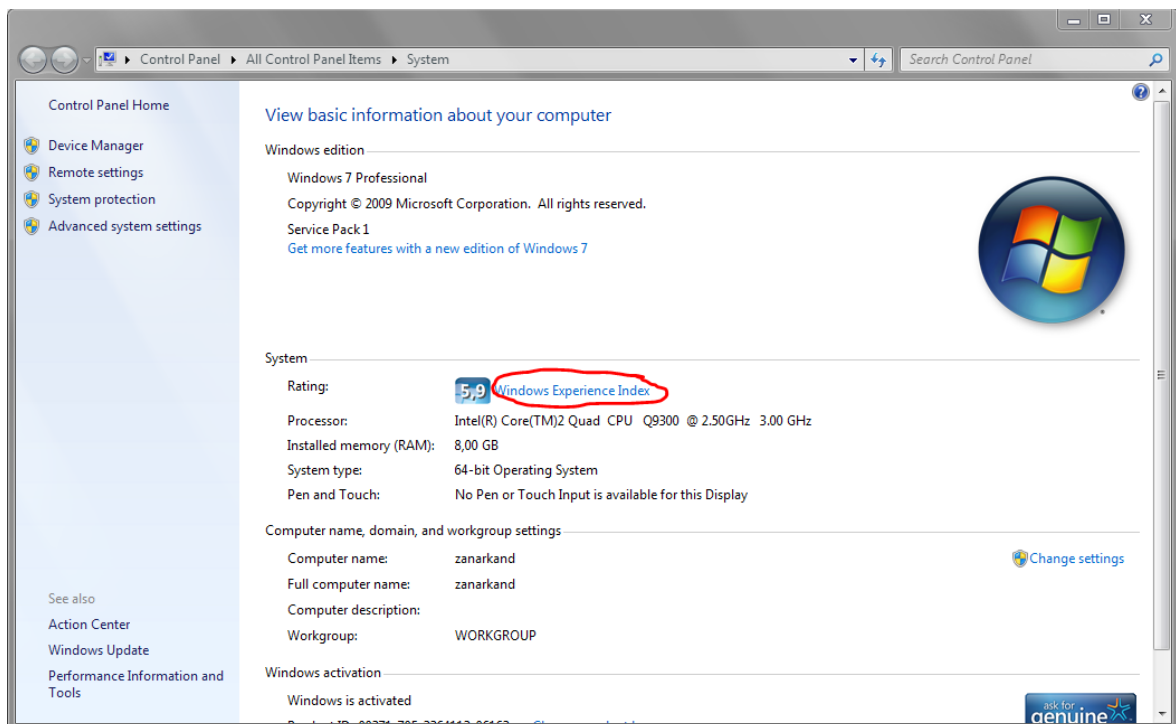 Control Panel ▸ All Control Panel Items ▸ System
Search Control Panel
Control Panel Home
Device Manager
Remote settings
System protection
Advanced system settings
See also
Action Center
Windows Update
Performance Information and
Tools
View basic information about your computer
Windows edition
Windows 7 Professional
Copyright © 2009 Microsoft Corporation. All rights reserved.
Service Pack 1
Get more features with a new edition of Windows 7
System
Rating: 5,9 Windows Experience Index
Processor: Intel(R) Core(TM)2 Quad CPU Q9300 @ 2.50GHz 3.00 GHz
Installed memory (RAM): 8,00 GB
System type: 64-bit Operating System
Pen and Touch: No Pen or Touch Input is available for this Display
Computer name, domain, and workgroup settings
Computer name: zanarkand
Change settings
Full computer name: zanarkand
Computer description:
Workgroup: WORKGROUP
Windows activation
Windows is activated
ask for
genuine